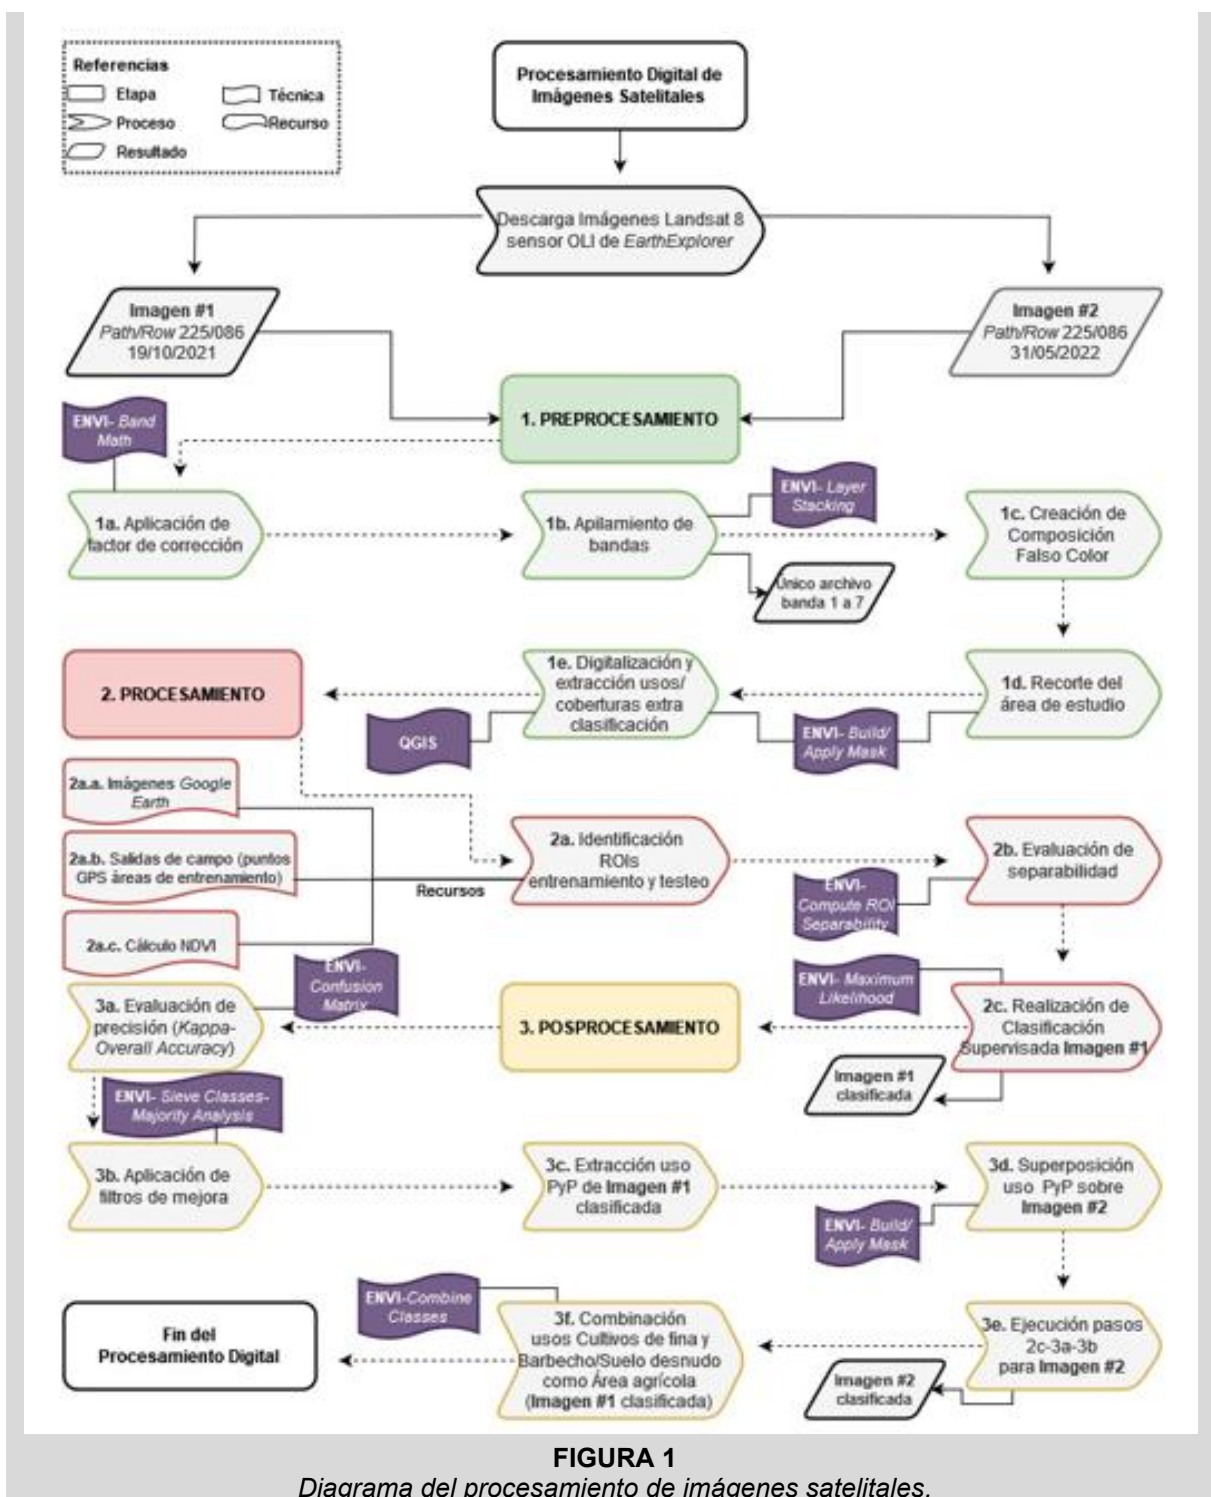 Referencias
Etapa
Técnica
Proceso
Recurso
Resultado
Procesamiento Digital de
Imágenes Satelitales
Descarga Imágenes Landsat 8
sensor OLI de EarthExplorer
Imagen #1
Path/Row 225/086
19/10/2021
Imagen #2
Path/Row 225/086
31/05/2022
1. PREPROCESAMIENTO
ENVI- Band
Math
1a. Aplicación de
factor de corrección
1b. Apilamiento de
bandas
ENVI- Layer
Stacking
Único archivo
banda 1 a 7
1c. Creación de
Composición
Falso Color
1d. Recorte del
área de estudio
ENVI- Build/
Apply Mask
1e. Digitalización y
extracción usos/
coberturas extra
clasificación
QGIS
2. PROCESAMIENTO
2a.a. Imágenes Google
Earth
2a.b. Salidas de campo (puntos
GPS áreas de entrenamiento)
2a.c. Cálculo NDVI
Recursos
2a. Identificación
ROIs
entrenamiento y testeo
2b. Evaluación de
separabilidad
ENVI-
Compute ROI
Separability
ENVI- Maximum
Likelihood
2c. Realización de
Clasificación
Supervisada Imagen #1
Imagen #1
clasificada
3. POSPROCESAMIENTO
ENVI-
Confusion
Matrix
3a. Evaluación de
precisión (Kappa-
Overall Accuracy)
ENVI- Sieve Classes-
Majority Analysis
3b. Aplicación de
filtros de mejora
3c. Extracción uso
PyP de Imagen #1
clasificada
3d. Superposición
uso PyP sobre
Imagen #2
ENVI- Build/
Apply Mask
3e. Ejecución pasos
2c-3a-3b
para Imagen #2
Imagen #2
clasificada
ENVI-Combine
Classes
3f. Combinación
usos Cultivos de fina y
Barbecho/Suelo desnudo
como Área agrícola
(Imagen #1 clasificada)
Fin del
Procesamiento Digital
FIGURA 1
Diagrama del procesamiento de imágenes satelitales.